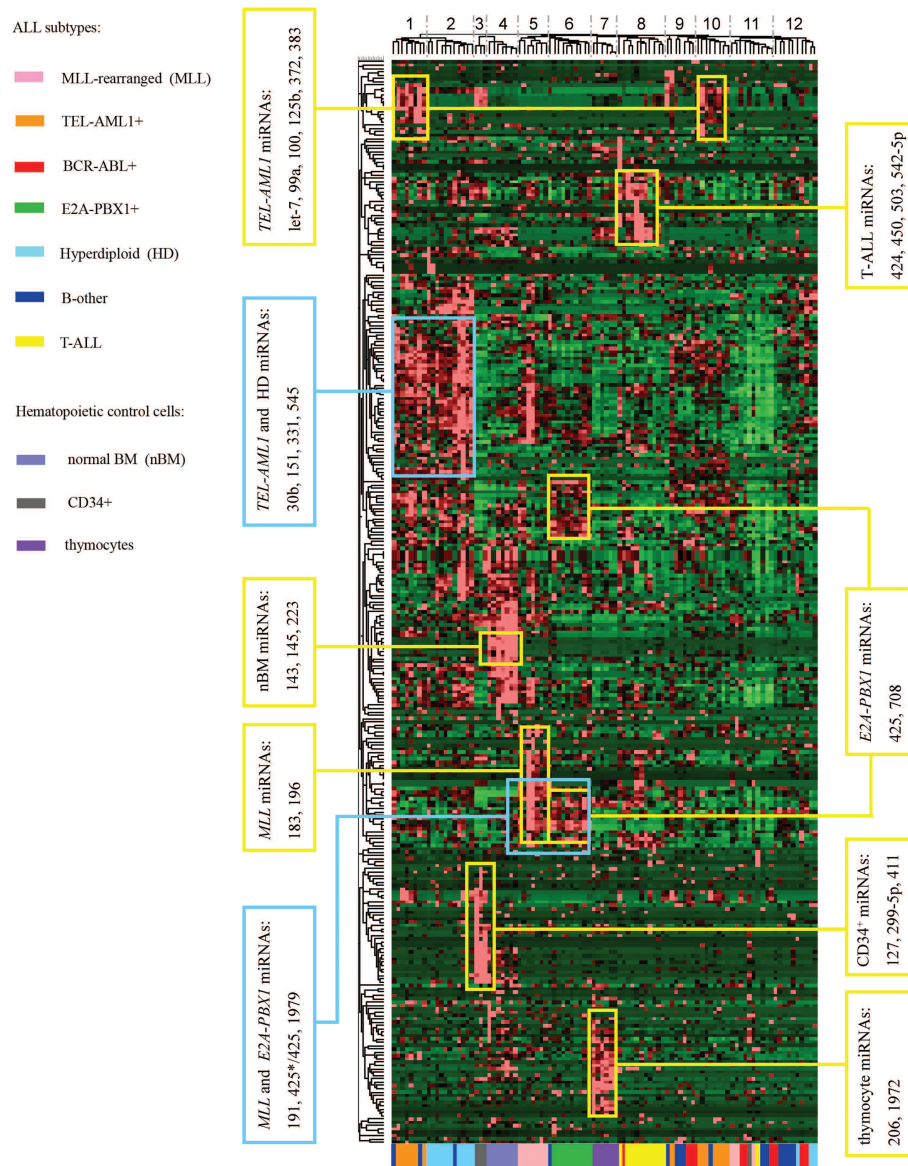 ALL subtypes:
MLL-rearranged (MLL)
TEL-AML1+
BCR-ABL+
E2A-PBX1+
Hyperdiploid (HD)
B-other
T-ALL
Hematopoietic control cells:
normal BM (nBM)
CD34+
thymocytes
1 2 3 4 5 6 7 8 9 10 11 12
TEL-AML1 miRNAs:
let-7, 99a, 100, 125b, 372, 383
TEL-AML1 and HD miRNAs:
30b, 151, 331, 545
nBM miRNAs:
143, 145, 223
MLL miRNAs:
183, 196
MLL and E2A-PBX1 miRNAs:
191, 425*/425, 1979
T-ALL miRNAs:
424, 450, 503, 542-5p
E2A-PBX1 miRNAs:
425, 708
CD34⁺ miRNAs:
127, 299-5p, 411
thymocyte miRNAs:
206, 1972